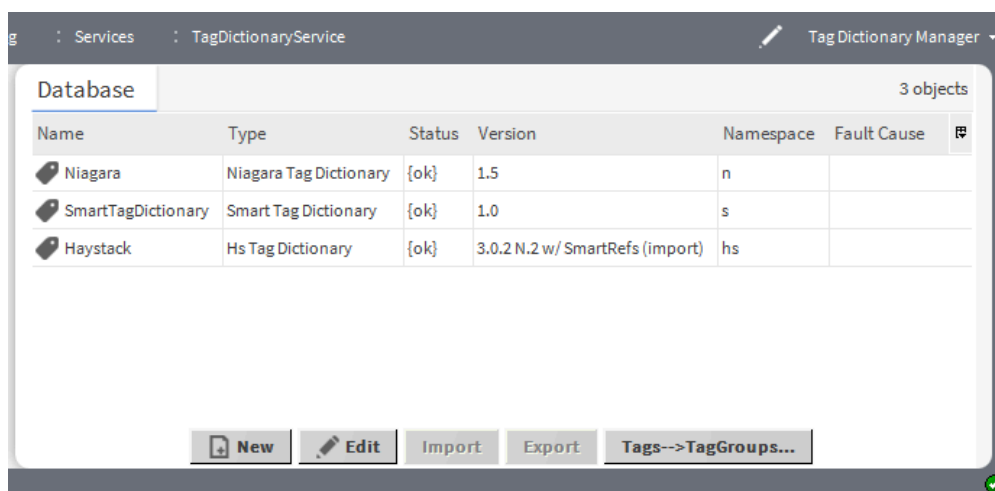 g : Services : TagDictionaryService Tag Dictionary Manager
Database 3 objects
Name Type Status Version Namespace Fault Cause
Niagara Niagara Tag Dictionary {ok} 1.5 n
SmartTagDictionary Smart Tag Dictionary {ok} 1.0 s
Haystack Hs Tag Dictionary {ok} 3.0.2 N.2 w/ SmartRefs (import) hs
New Edit Import Export Tags-->TagGroups...